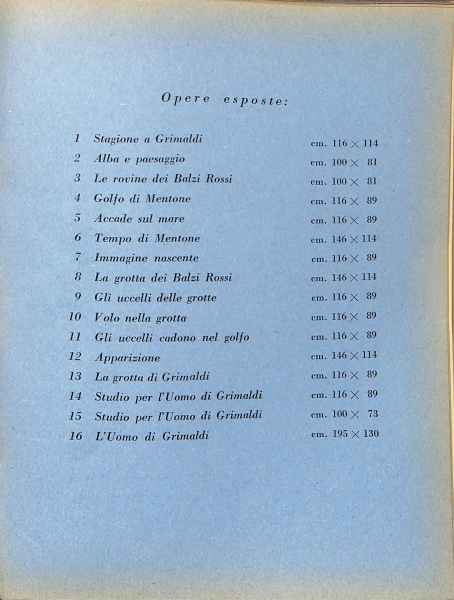 Opere esposte:
1 Stagione a Grimaldi cm. 116 × 114
2 Alba e paesaggio cm. 100 × 81
3 Le rovine dei Balzi Rossi cm. 100 × 81
4 Golfo di Mentone cm. 116 × 89
5 Accade sul mare cm. 116 × 89
6 Tempo di Mentone cm. 146 × 114
7 Immagine nascente cm. 116 × 89
8 La grotta dei Balzi Rossi cm. 146 × 114
9 Gli uccelli delle grotte cm. 116 × 89
10 Volo nella grotta cm. 116 × 89
11 Gli uccelli cadono nel golfo cm. 116 × 89
12 Apparizione cm. 146 × 114
13 La grotta di Grimaldi cm. 116 × 89
14 Studio per l'Uomo di Grimaldi cm. 116 × 89
15 Studio per l'Uomo di Grimaldi cm. 100 × 73
16 L'Uomo di Grimaldi cm. 195 × 130